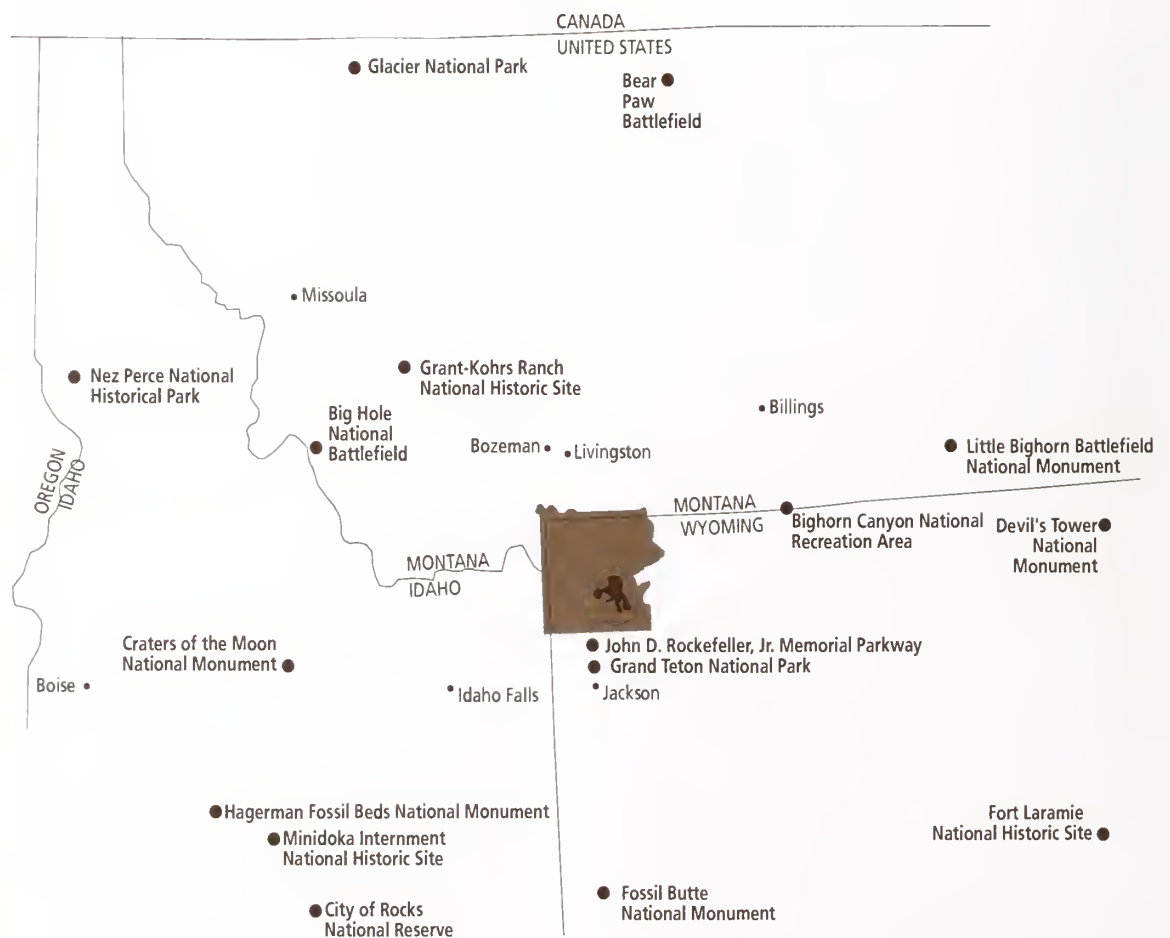 CANADA
UNITED STATES
Glacier National Park
Bear
Paw
Battlefield
Missoula
Nez Perce National
Historical Park
Grant-Kohrs Ranch
National Historic Site
Big Hole
National
Battlefield
Billings
Bozeman
Livingston
Little Bighorn Battlefield
National Monument
OREGON
IDAHO
MONTANA
WYOMING
Bighorn Canyon National
Recreation Area
Devil's Tower
National
Monument
MONTANA
IDAHO
Craters of the Moon
National Monument
John D. Rockefeller, Jr. Memorial Parkway
Grand Teton National Park
Boise
Idaho Falls
Jackson
Hagerman Fossil Beds National Monument
Minidoka Internment
National Historic Site
Fort Laramie
National Historic Site
City of Rocks
National Reserve
Fossil Butte
National Monument